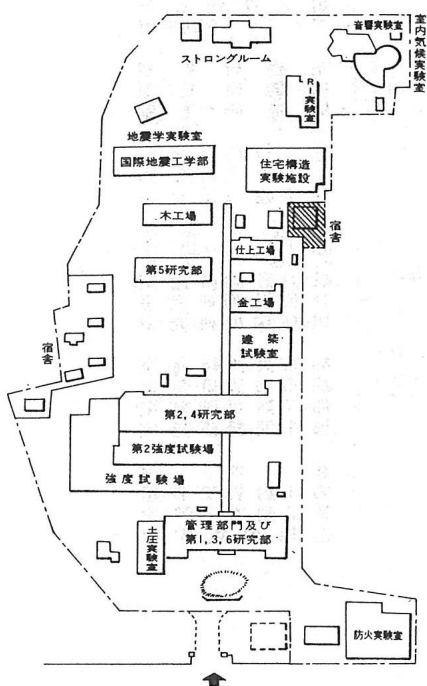 音響実験室
室内気候実験室
ストロングルーム
RI実験室
地震学実験室
国際地震工学部
住宅構造
実験施設
木工場
宿舎
仕上工場
第5研究部
金工場
建築
試験室
宿舎
第2,4研究部
第2強度試験場
強度試験場
管理部門及び
第1,3,6研究部
土圧実験室
防火実験室